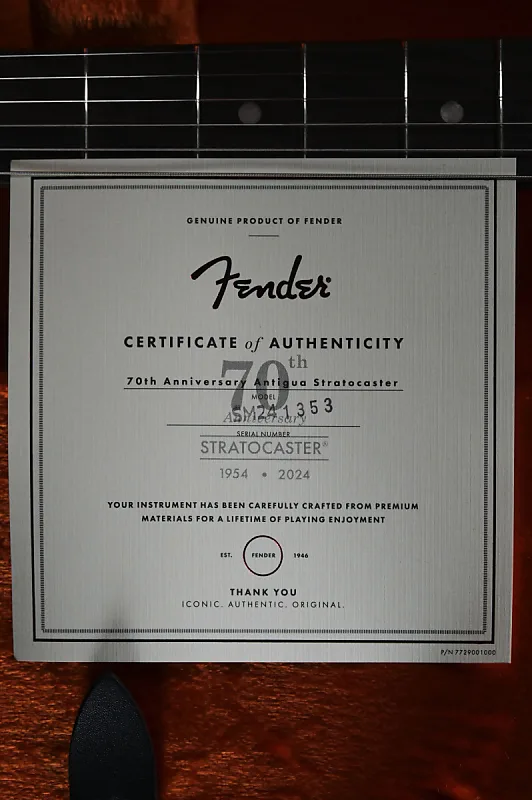 GENUINE PRODUCT OF FENDER
Fender®
CERTIFICATE of AUTHENTICITY
70th
70th Anniversary Antigua Stratocaster
MODEL
Anniversary
SM241353
SERIAL NUMBER
STRATOCASTER®
1954 • 2024
YOUR INSTRUMENT HAS BEEN CAREFULLY CRAFTED FROM PREMIUM
MATERIALS FOR A LIFETIME OF PLAYING ENJOYMENT
EST. FENDER 1946
THANK YOU
ICONIC. AUTHENTIC. ORIGINAL.
P/N 7729001000